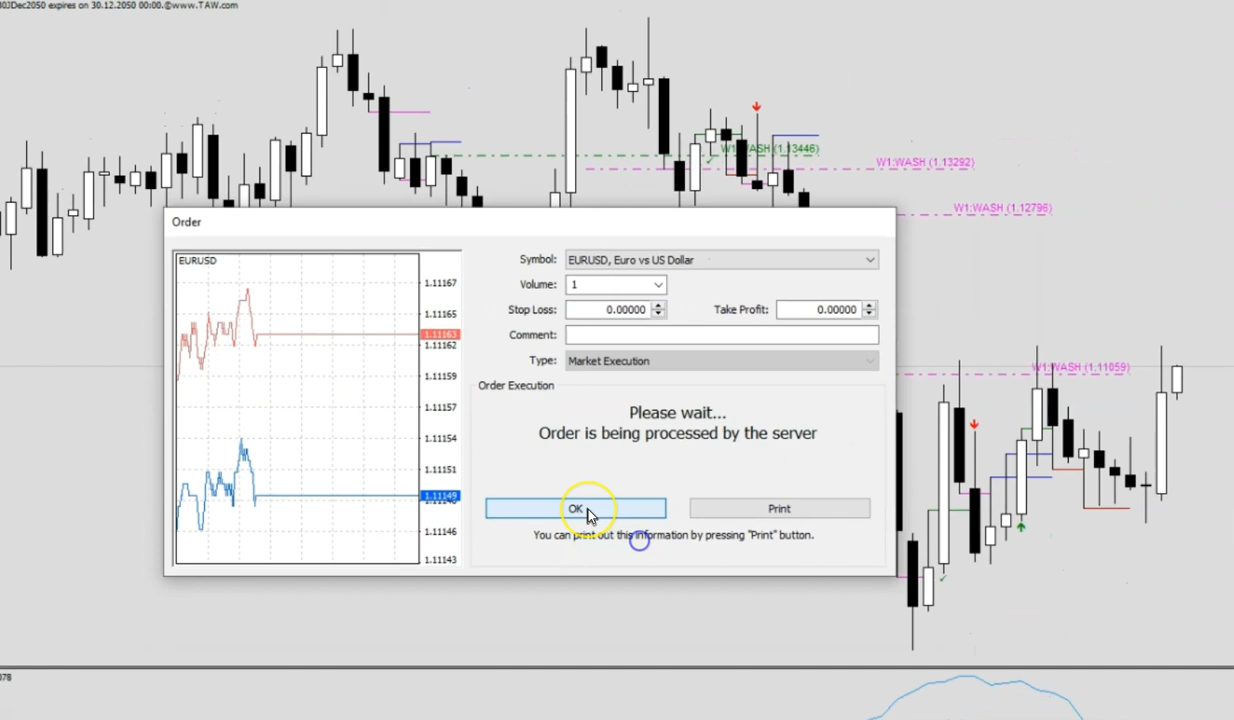 30JDec2050 expires on 30.12.2050 00:00.©www.TAW.com
W1:WASH (1.13446)
W1:WASH (1.13292)
W1:WASH (1.12796)
W1:WASH (1.11059)
Order
EURUSD
1.11167
1.11165
1.11163
1.11162
1.11159
1.11157
1.11154
1.11151
1.11149
1.11146
1.11143
Symbol: EURUSD, Euro vs US Dollar
Volume: 1
Stop Loss: 0.00000 Take Profit: 0.00000
Comment:
Type: Market Execution
Order Execution
Please wait...
Order is being processed by the server
OK Print
You can print out this information by pressing "Print" button.
078